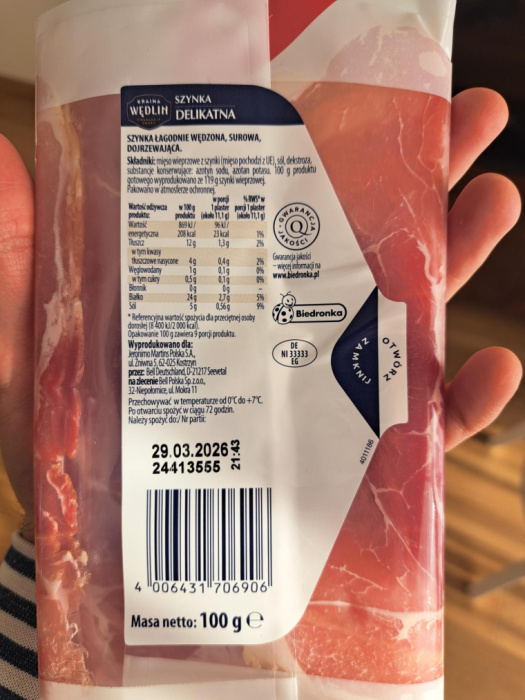 KRAINA
WĘDLIN
SZYNKA
DELIKATNA
SZYNKA ŁAGODNIE WĘDZONA, SUROWA,
DOJRZEWAJĄCA.
Składniki: mięso wieprzowe z szynki (mięso pochodzi z UE), sól, dekstroza,
substancje konserwujące: azotyn sodu, azotan potasu. 100 g produktu
gotowego wyprodukowano ze 119 g szynki wieprzowej.
Pakowano w atmosferze ochronnej.
Wartość odżywcza produktu: w 100 g produktu w porcji 1 plaster (około 11,1 g) % RWS* w porcji 1 plaster (około 11,1 g)
Wartość 869 kJ / 96 kJ /
energetyczna 208 kcal 23 kcal 1%
Tłuszcz 12 g 1,3 g 2%
w tym kwasy
tłuszczowe nasycone 4 g 0,4 g 2%
Węglowodany 1 g 0,1 g 0%
w tym cukry 0,5 g 0,1 g 0%
Błonnik 0 g 0 g -
Białko 24 g 2,7 g 5%
Sól 5 g 0,56 g 9%
* Referencyjna wartość spożycia dla przeciętnej osoby
dorosłej (8 400 kJ/2 000 kcal).
Opakowanie 100 g zawiera 9 porcji produktu.
Wyprodukowano dla:
Jeronimo Martins Polska S.A.,
ul. Żniwna 5, 62-025 Kostrzyn
przez: Bell Deutschland, D-21217 Seevetal
na zlecenie Bell Polska Sp. z o.o.,
32-Niepołomice, ul. Mokra 11
Przechowywać w temperaturze od 0°C do +7°C.
Po otwarciu spożyć w ciągu 72 godzin.
Należy spożyć do:/ Nr partii:
29.03.2026
24413555
21:43
4 006431 706906
Masa netto: 100 g e
GWARANCJA
Q
JAKOŚCI
Gwarancja jakości
– więcej informacji na
www.biedronka.pl
Biedronka
DE
NI 33333
EG
OTWÓRZ
ZAMKNIJ
4011186